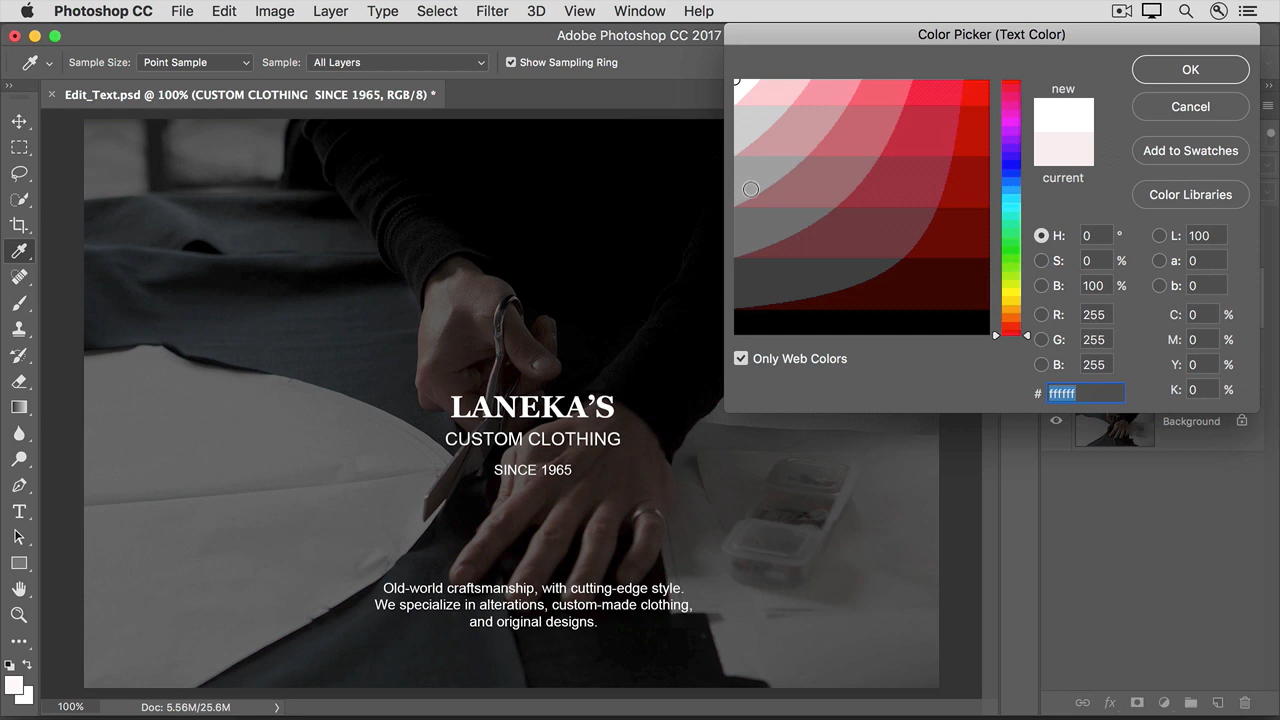 Photoshop CC File Edit Image Layer Type Select Filter 3D View Window Help
Adobe Photoshop CC 2017
Color Picker (Text Color)
Sample Size: Point Sample Sample: All Layers Show Sampling Ring
Edit_Text.psd @ 100% (CUSTOM CLOTHING SINCE 1965, RGB/8) *
new
current
OK
Cancel
Add to Swatches
Color Libraries
H: 0 ° L: 100
S: 0 % a: 0
B: 100 % b: 0
R: 255 C: 0 %
G: 255 M: 0 %
B: 255 Y: 0 %
# ffffff K: 0 %
Only Web Colors
Background
LANEKA'S
CUSTOM CLOTHING
SINCE 1965
Old-world craftsmanship, with cutting-edge style.
We specialize in alterations, custom-made clothing,
and original designs.
100% Doc: 5.56M/25.6M
fx